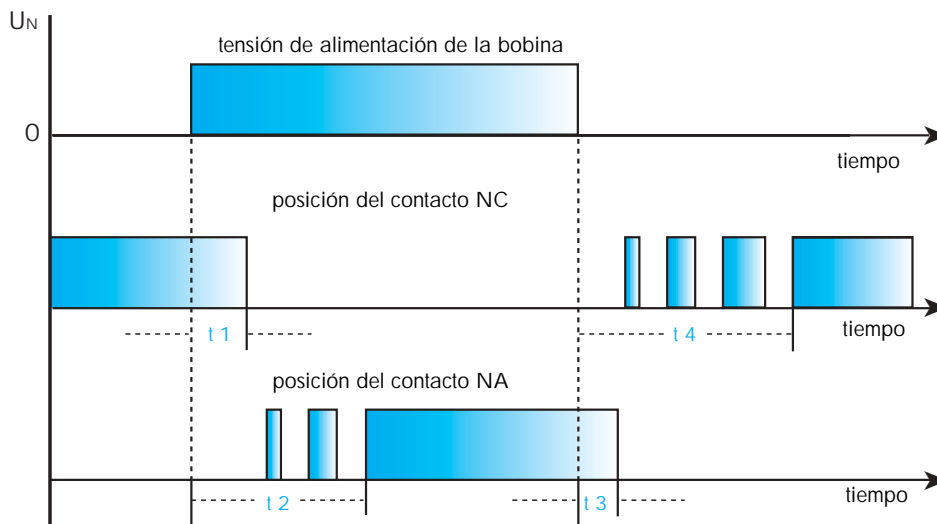 UN
tensión de alimentación de la bobina
0
tiempo
posición del contacto NC
t 1
t 4
tiempo
posición del contacto NA
t 2
t 3
tiempo